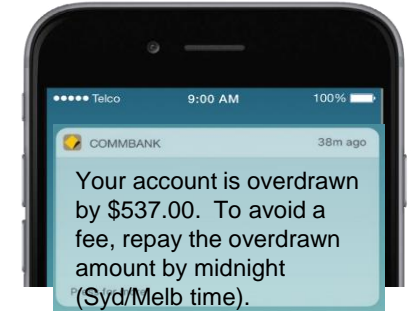 Telco 9:00 AM 100%
COMMBANK 38m ago
Your account is overdrawn
by $537.00. To avoid a
fee, repay the overdrawn
amount by midnight
(Syd/Melb time).